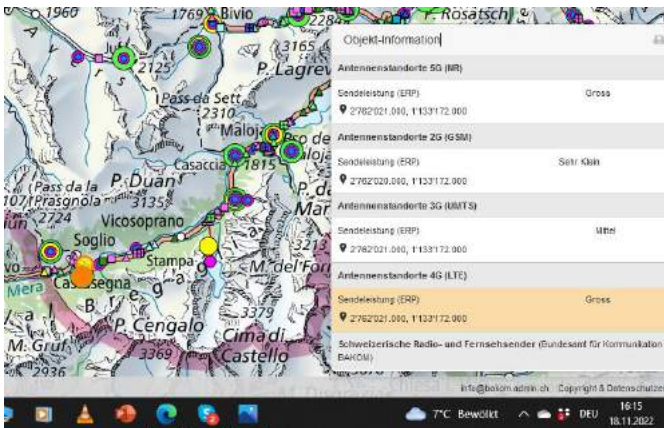 1960
1769 Bivio
2284
P. Rosatsch
Juf
2125
3165
P. Lagrev
Pass da Sett
2310
Maloja
Casaccia 1815
Pass da la
Prasgnola
P. Duan
3135
2724
Vicosoprano
Soglio
Stampa
3213
M. del Forn
Mera
Castasegna
Bregag
P. Cengalo
3379
Cima di
Castello
M. Gruf
2936
3369
Objekt-Information
Antennenstandorte 5G (NR)
Sendeleistung (ERP) Gross
2'762'021.000, 1'133'172.000
Antennenstandorte 2G (GSM)
Sendeleistung (ERP) Sehr Klein
2'762'020.000, 1'133'172.000
Antennenstandorte 3G (UMTS)
Sendeleistung (ERP) Mittel
2'762'021.000, 1'133'172.000
Antennenstandorte 4G (LTE)
Sendeleistung (ERP) Gross
2'762'021.000, 1'133'172.000
Schweizerische Radio- und Fernsehsender (Bundesamt für Kommunikation
BAKOM)
info@bakom.admin.ch Copyright & Datenschutze
7°C Bewölkt DEU 16:15
18.11.2022